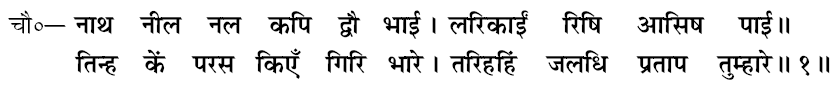 चौ०— नाथ नील नल कपि द्वौ भाई। लरिकाईं रिषि आसिष पाई॥
तिन्ह कें परस किएँ गिरि भारे। तरिहहिं जलधि प्रताप तुम्हारे॥ १॥